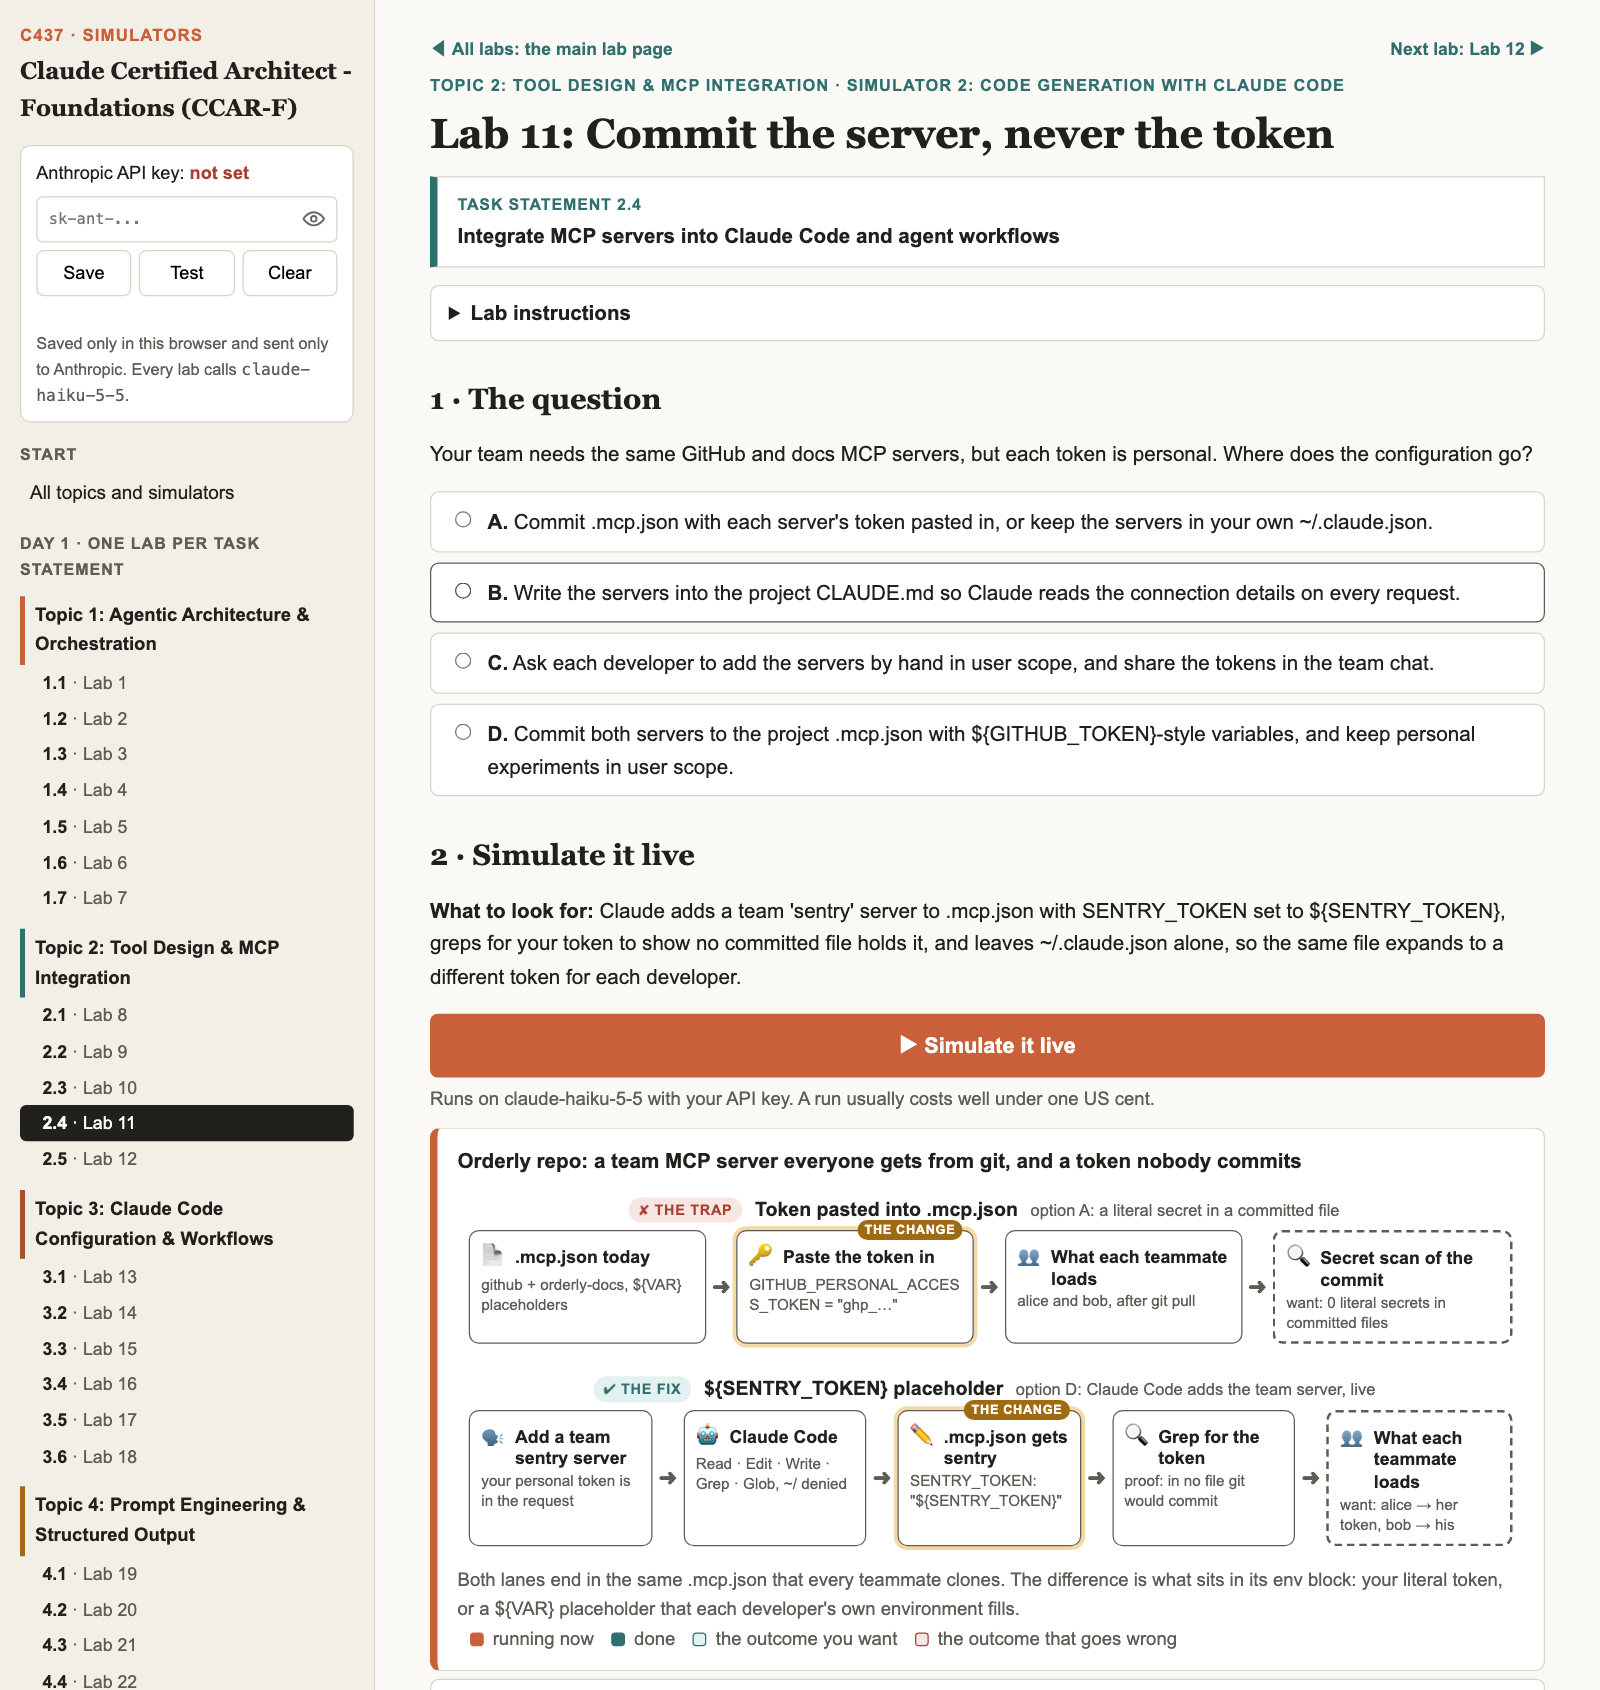 C437 · SIMULATORS
Claude Certified Architect -
Foundations (CCAR-F)
Anthropic API key: not set
sk-ant-...
Save
Test
Clear
Saved only in this browser and sent only
to Anthropic. Every lab calls claude-
haiku-5-5.
START
All topics and simulators
DAY 1 · ONE LAB PER TASK
STATEMENT
Topic 1: Agentic Architecture &
Orchestration
1.1 · Lab 1
1.2 · Lab 2
1.3 · Lab 3
1.4 · Lab 4
1.5 · Lab 5
1.6 · Lab 6
1.7 · Lab 7
Topic 2: Tool Design & MCP
Integration
2.1 · Lab 8
2.2 · Lab 9
2.3 · Lab 10
2.4 · Lab 11
2.5 · Lab 12
Topic 3: Claude Code
Configuration & Workflows
3.1 · Lab 13
3.2 · Lab 14
3.3 · Lab 15
3.4 · Lab 16
3.5 · Lab 17
3.6 · Lab 18
Topic 4: Prompt Engineering &
Structured Output
4.1 · Lab 19
4.2 · Lab 20
4.3 · Lab 21
4.4 · Lab 22
◀ All labs: the main lab page
Next lab: Lab 12 ▶
TOPIC 2: TOOL DESIGN & MCP INTEGRATION · SIMULATOR 2: CODE GENERATION WITH CLAUDE CODE
Lab 11: Commit the server, never the token
TASK STATEMENT 2.4
Integrate MCP servers into Claude Code and agent workflows
▶ Lab instructions
1 · The question
Your team needs the same GitHub and docs MCP servers, but each token is personal. Where does the configuration go?
A. Commit .mcp.json with each server's token pasted in, or keep the servers in your own ~/.claude.json.
B. Write the servers into the project CLAUDE.md so Claude reads the connection details on every request.
C. Ask each developer to add the servers by hand in user scope, and share the tokens in the team chat.
D. Commit both servers to the project .mcp.json with ${GITHUB_TOKEN}-style variables, and keep personal
experiments in user scope.
2 · Simulate it live
What to look for: Claude adds a team 'sentry' server to .mcp.json with SENTRY_TOKEN set to ${SENTRY_TOKEN},
greps for your token to show no committed file holds it, and leaves ~/.claude.json alone, so the same file expands to a
different token for each developer.
▶ Simulate it live
Runs on claude-haiku-5-5 with your API key. A run usually costs well under one US cent.
Orderly repo: a team MCP server everyone gets from git, and a token nobody commits
✘ THE TRAP
Token pasted into .mcp.json
option A: a literal secret in a committed file
THE CHANGE
.mcp.json today
github + orderly-docs, ${VAR}
placeholders
Paste the token in
GITHUB_PERSONAL_ACCES
S_TOKEN = "ghp_…"
What each teammate
loads
alice and bob, after git pull
Secret scan of the
commit
want: 0 literal secrets in
committed files
✔ THE FIX
${SENTRY_TOKEN} placeholder
option D: Claude Code adds the team server, live
THE CHANGE
Add a team
sentry server
your personal token is
in the request
Claude Code
Read · Edit · Write ·
Grep · Glob, ~/ denied
.mcp.json gets
sentry
SENTRY_TOKEN:
"${SENTRY_TOKEN}"
Grep for the
token
proof: in no file git
would commit
What each
teammate
loads
want: alice → her
token, bob → his
Both lanes end in the same .mcp.json that every teammate clones. The difference is what sits in its env block: your literal token,
or a ${VAR} placeholder that each developer's own environment fills.
running now
done
the outcome you want
the outcome that goes wrong